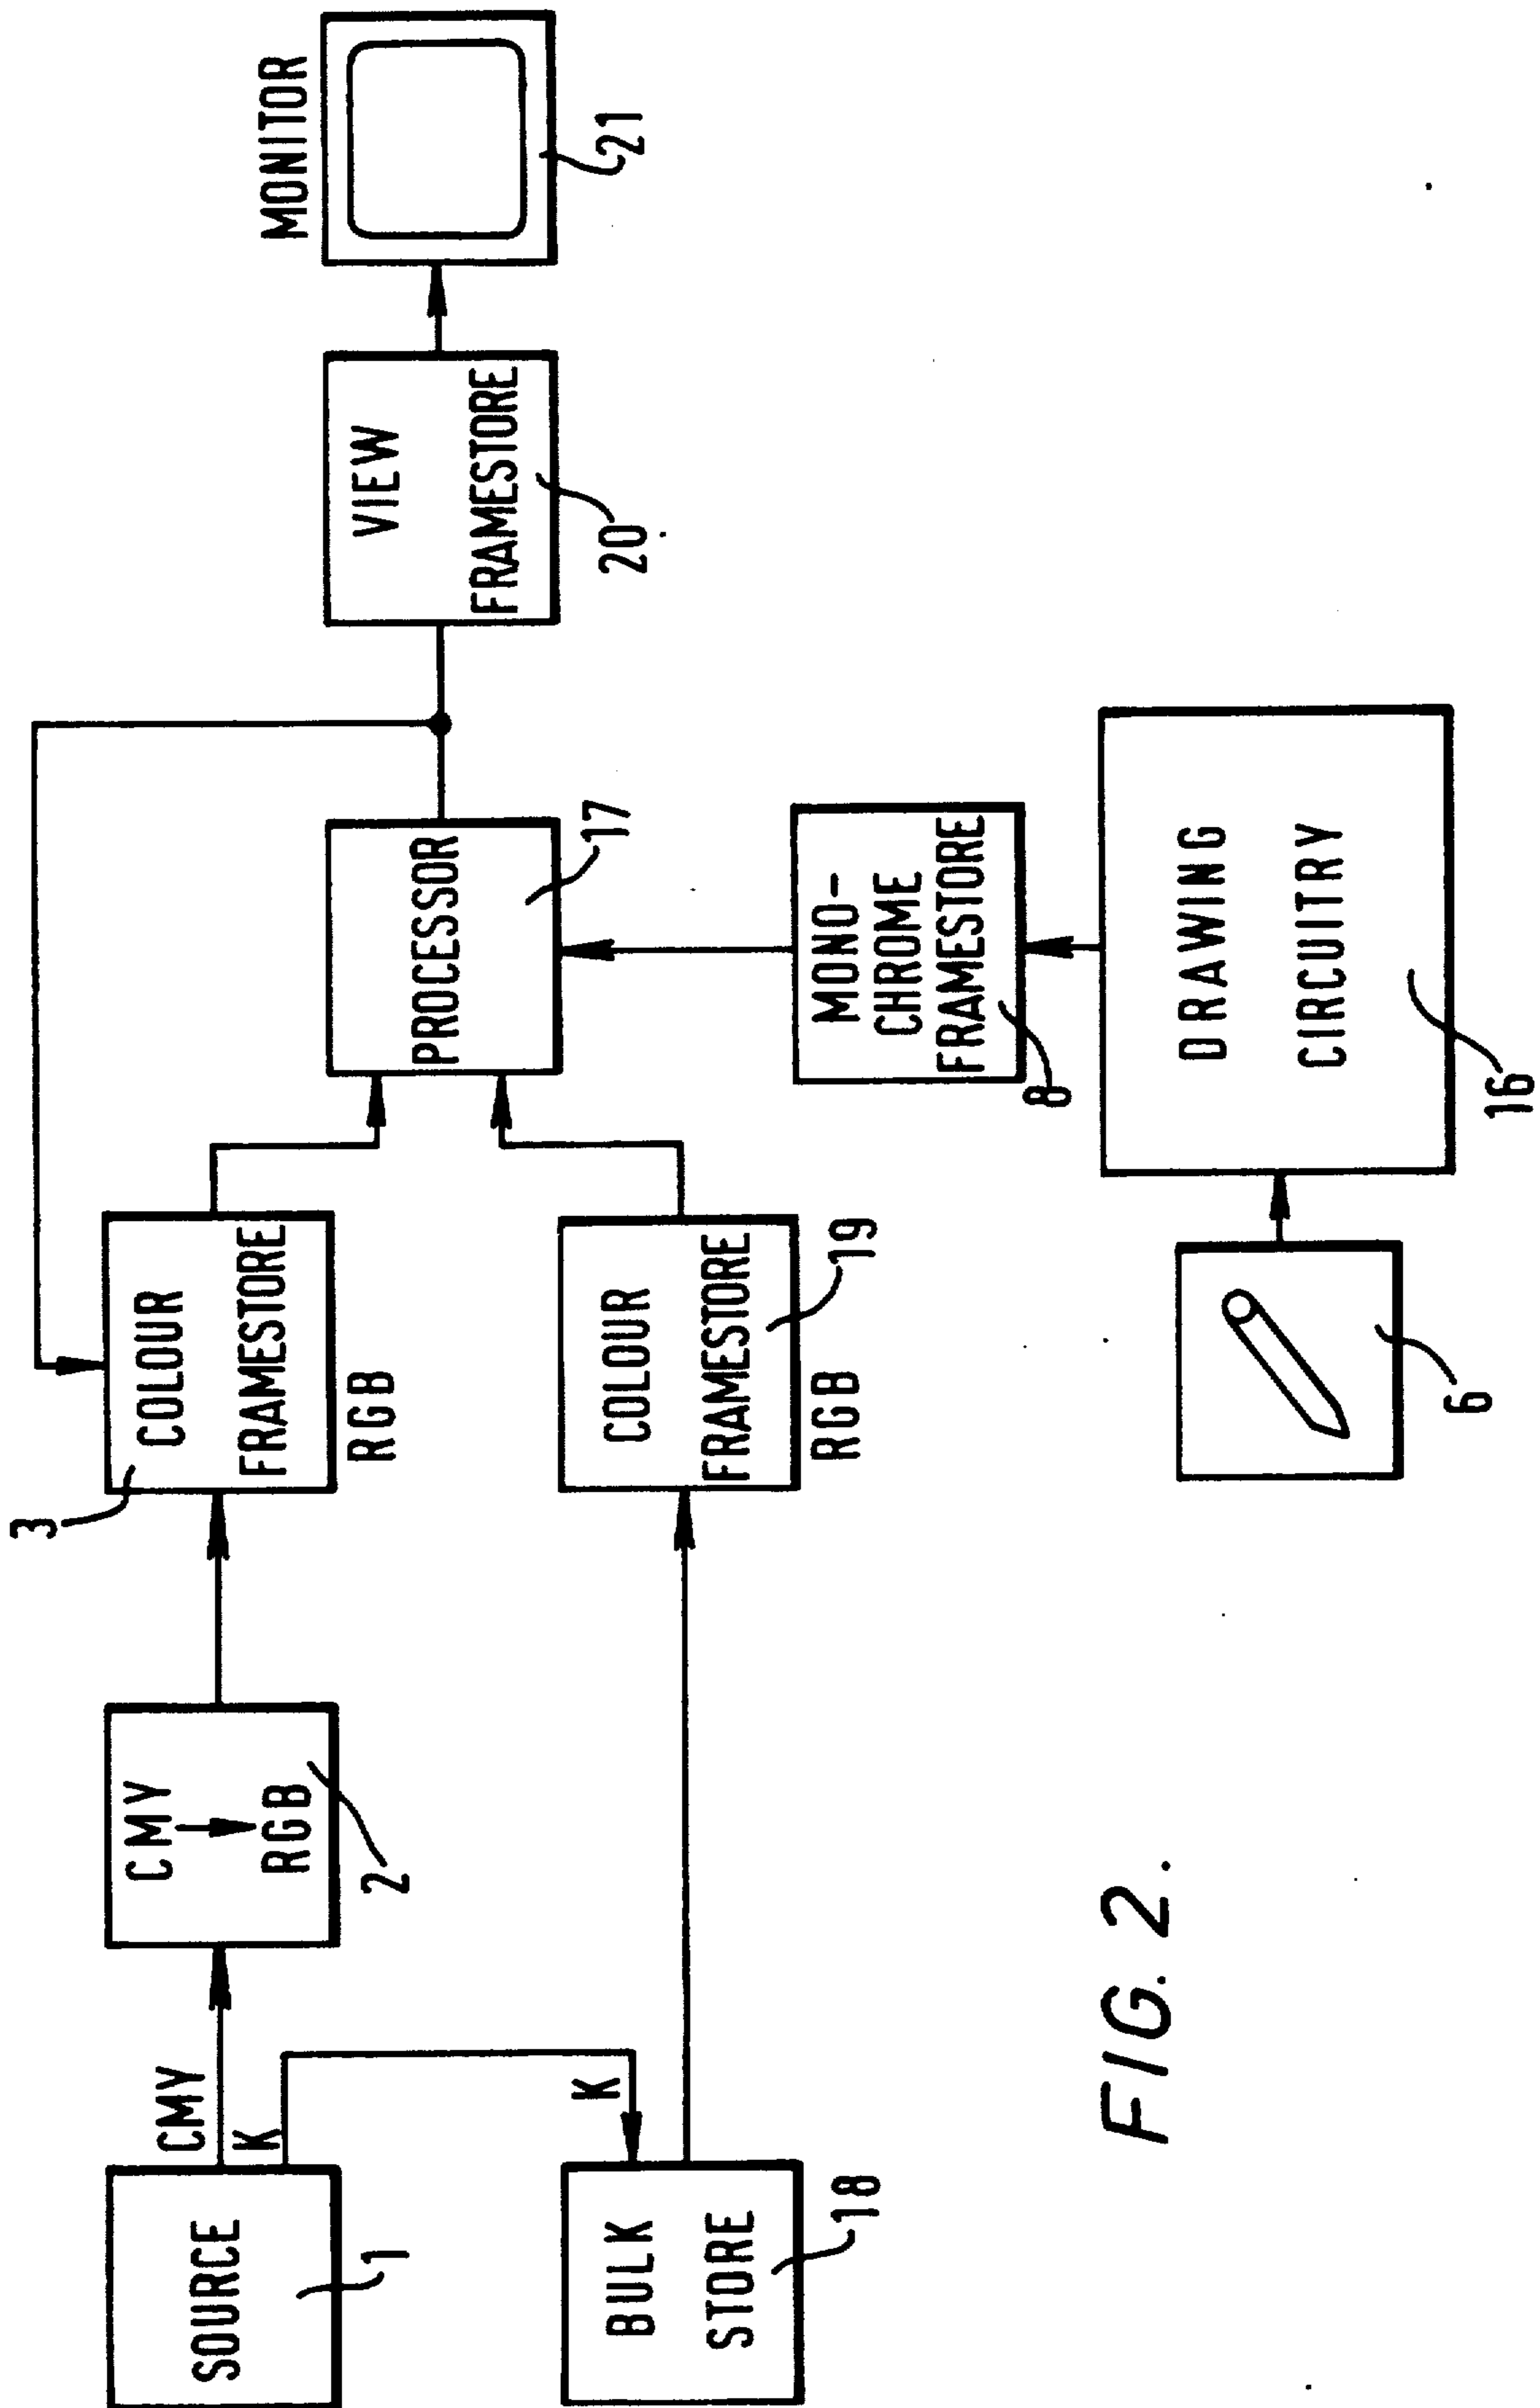 SOURCE
1
CMY
K
K
BULK
STORE
18
CMY
RGB
2
3
COLOUR
FRAMESTORE
RGB
COLOUR
FRAMESTORE
19
RGB
PROCESSOR
17
MONO-
CHROME
FRAMESTORE
8
DRAWING
CIRCUITRY
16
6
VIEW
FRAMESTORE
20
MONITOR
21
FIG. 2.